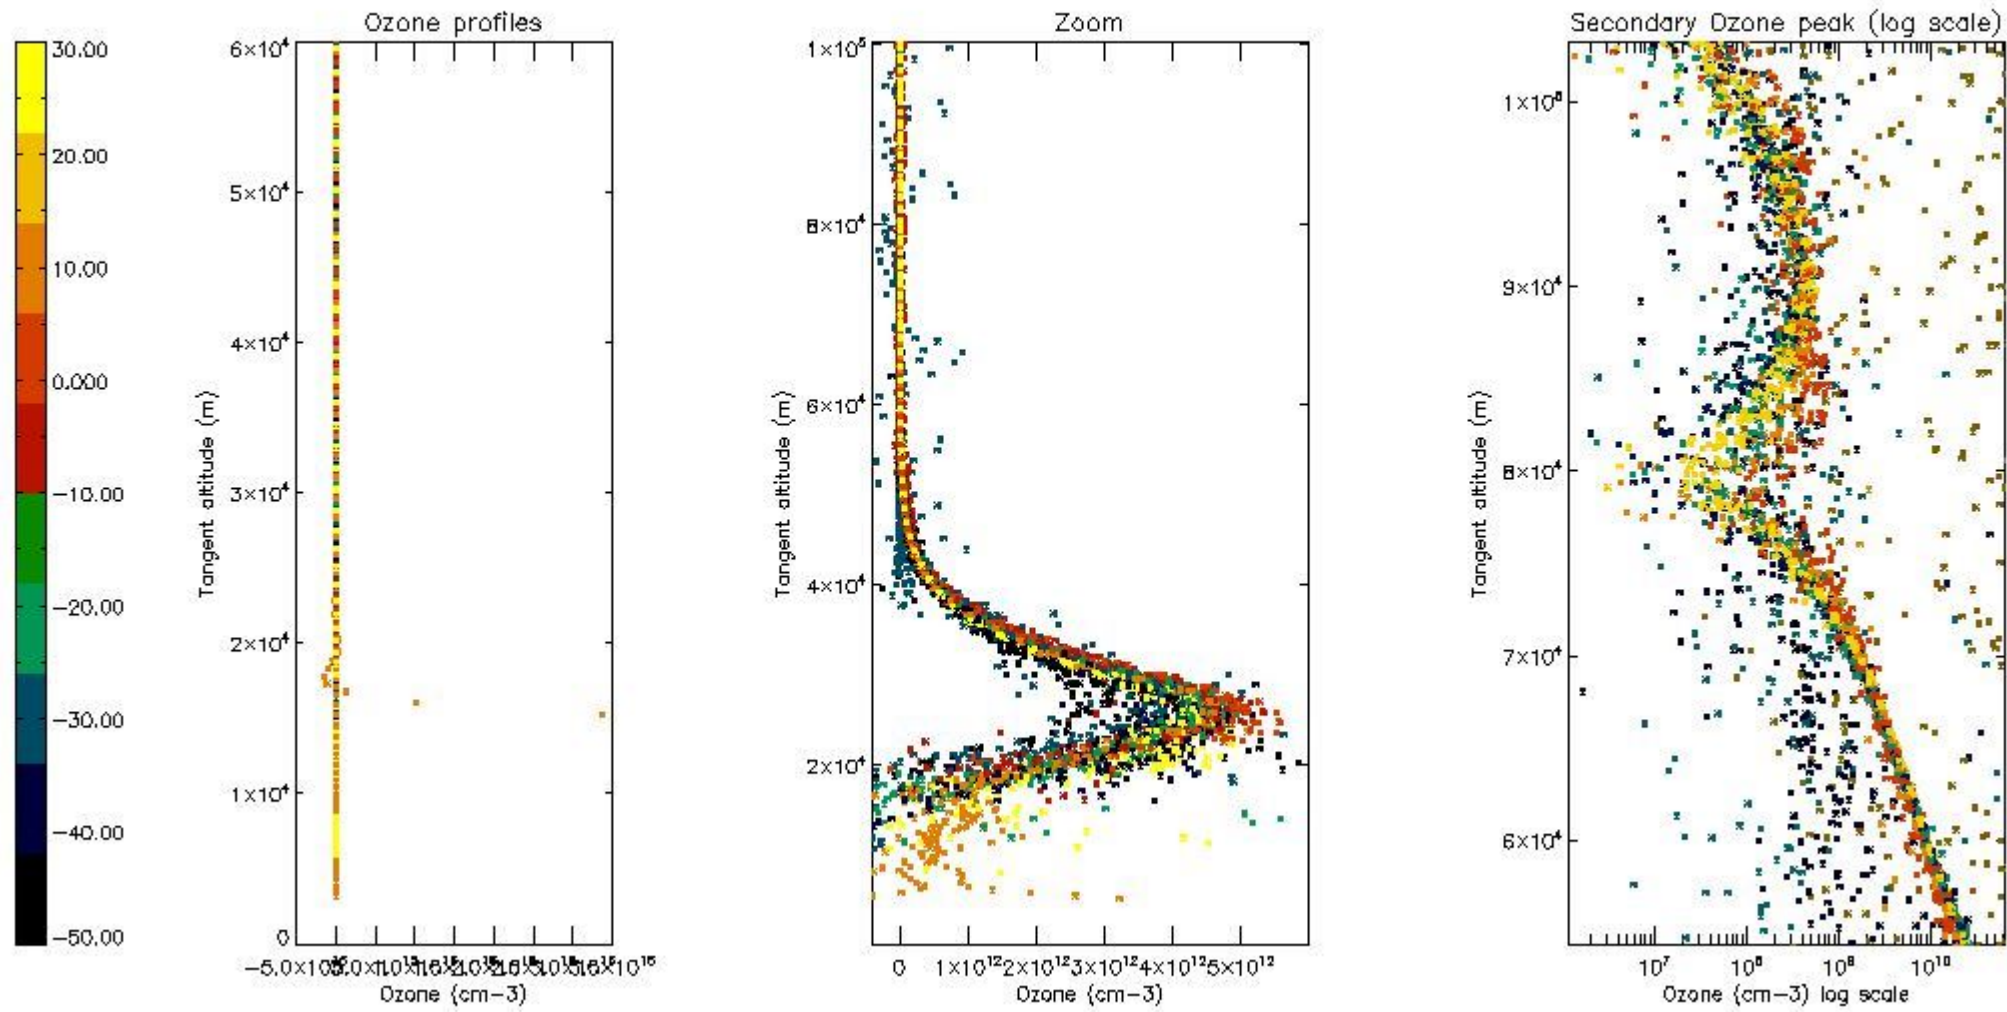 Ozone profiles
Zoom
Secondary Ozone peak (log scale)
30.00
20.00
10.00
0.000
−10.00
−20.00
−30.00
−40.00
−50.00
6×10⁴
5×10⁴
4×10⁴
3×10⁴
2×10⁴
1×10⁴
0
Tangent altitude (m)
Ozone (cm−3)
1×10⁵
8×10⁴
6×10⁴
4×10⁴
2×10⁴
Tangent altitude (m)
0 1×10¹² 2×10¹² 3×10¹² 4×10¹² 5×10¹²
Ozone (cm−3)
1×10⁵
9×10⁴
8×10⁴
7×10⁴
6×10⁴
Tangent altitude (m)
10⁷ 10⁸ 10⁹ 10¹⁰
Ozone (cm−3) log scale